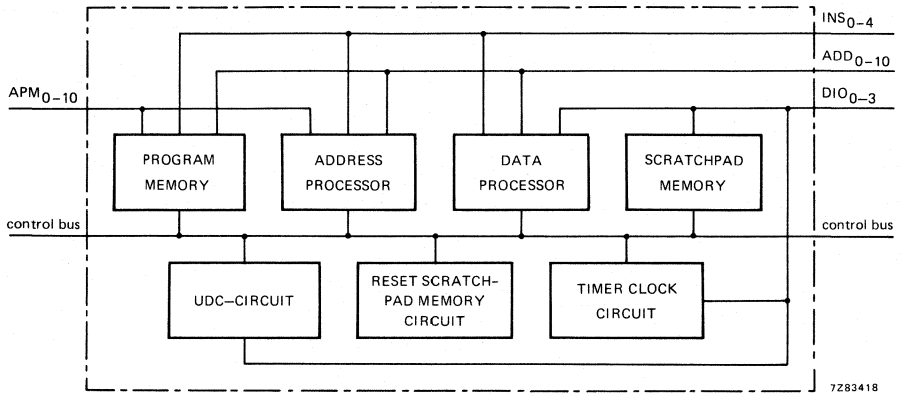 INS0–4
ADD0–10
APM0–10
DIO0–3
PROGRAM
MEMORY
ADDRESS
PROCESSOR
DATA
PROCESSOR
SCRATCHPAD
MEMORY
control bus
control bus
UDC–CIRCUIT
RESET SCRATCH–
PAD MEMORY
CIRCUIT
TIMER CLOCK
CIRCUIT
7Z83418